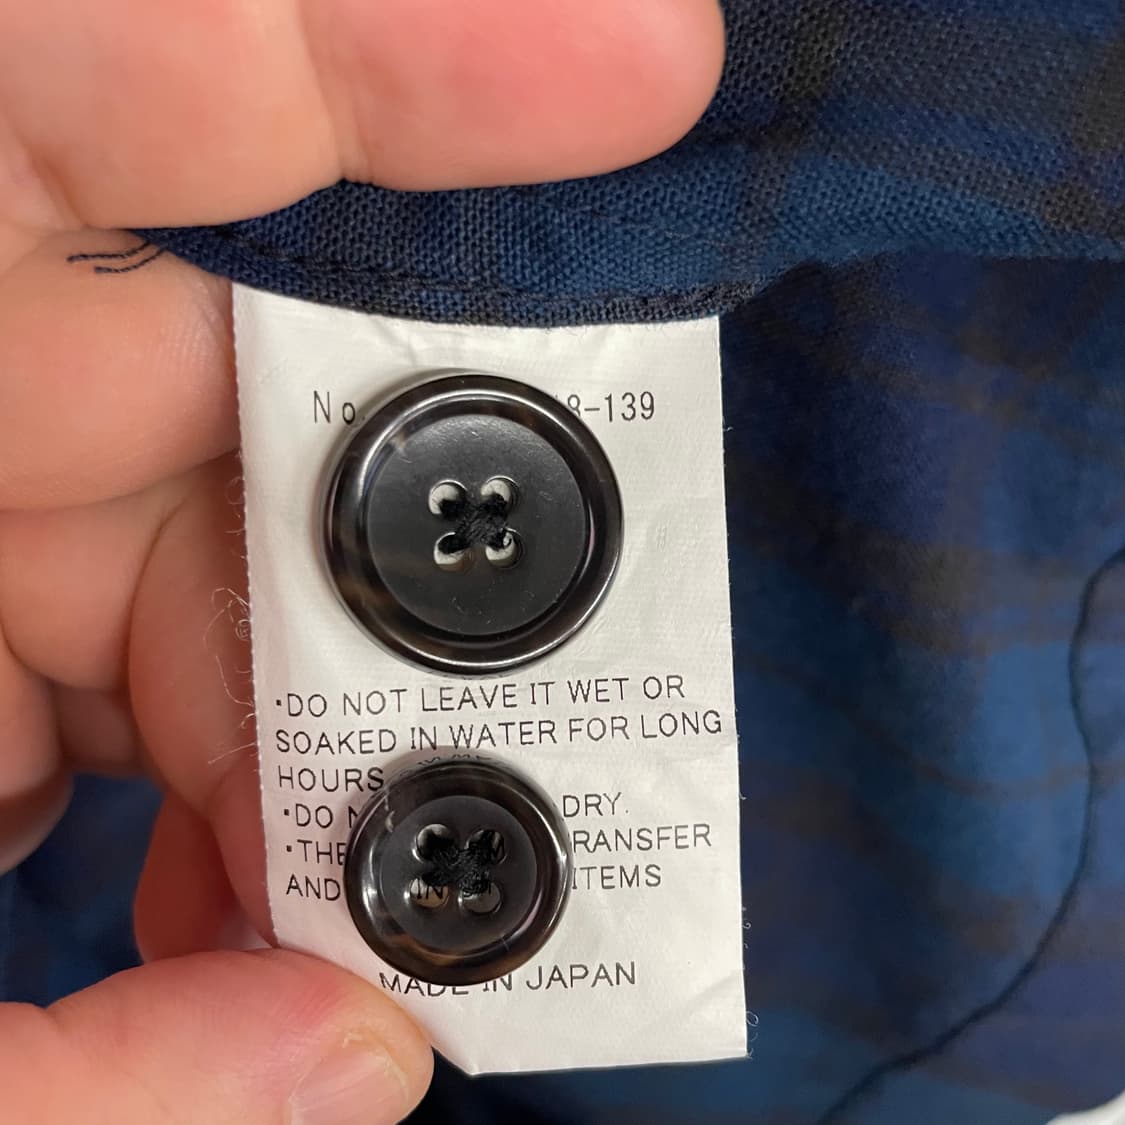 No. 8-139
·DO NOT LEAVE IT WET OR
SOAKED IN WATER FOR LONG
HOURS
·DO DRY.
·THE TRANSFER
AND ITEMS
MADE IN JAPAN